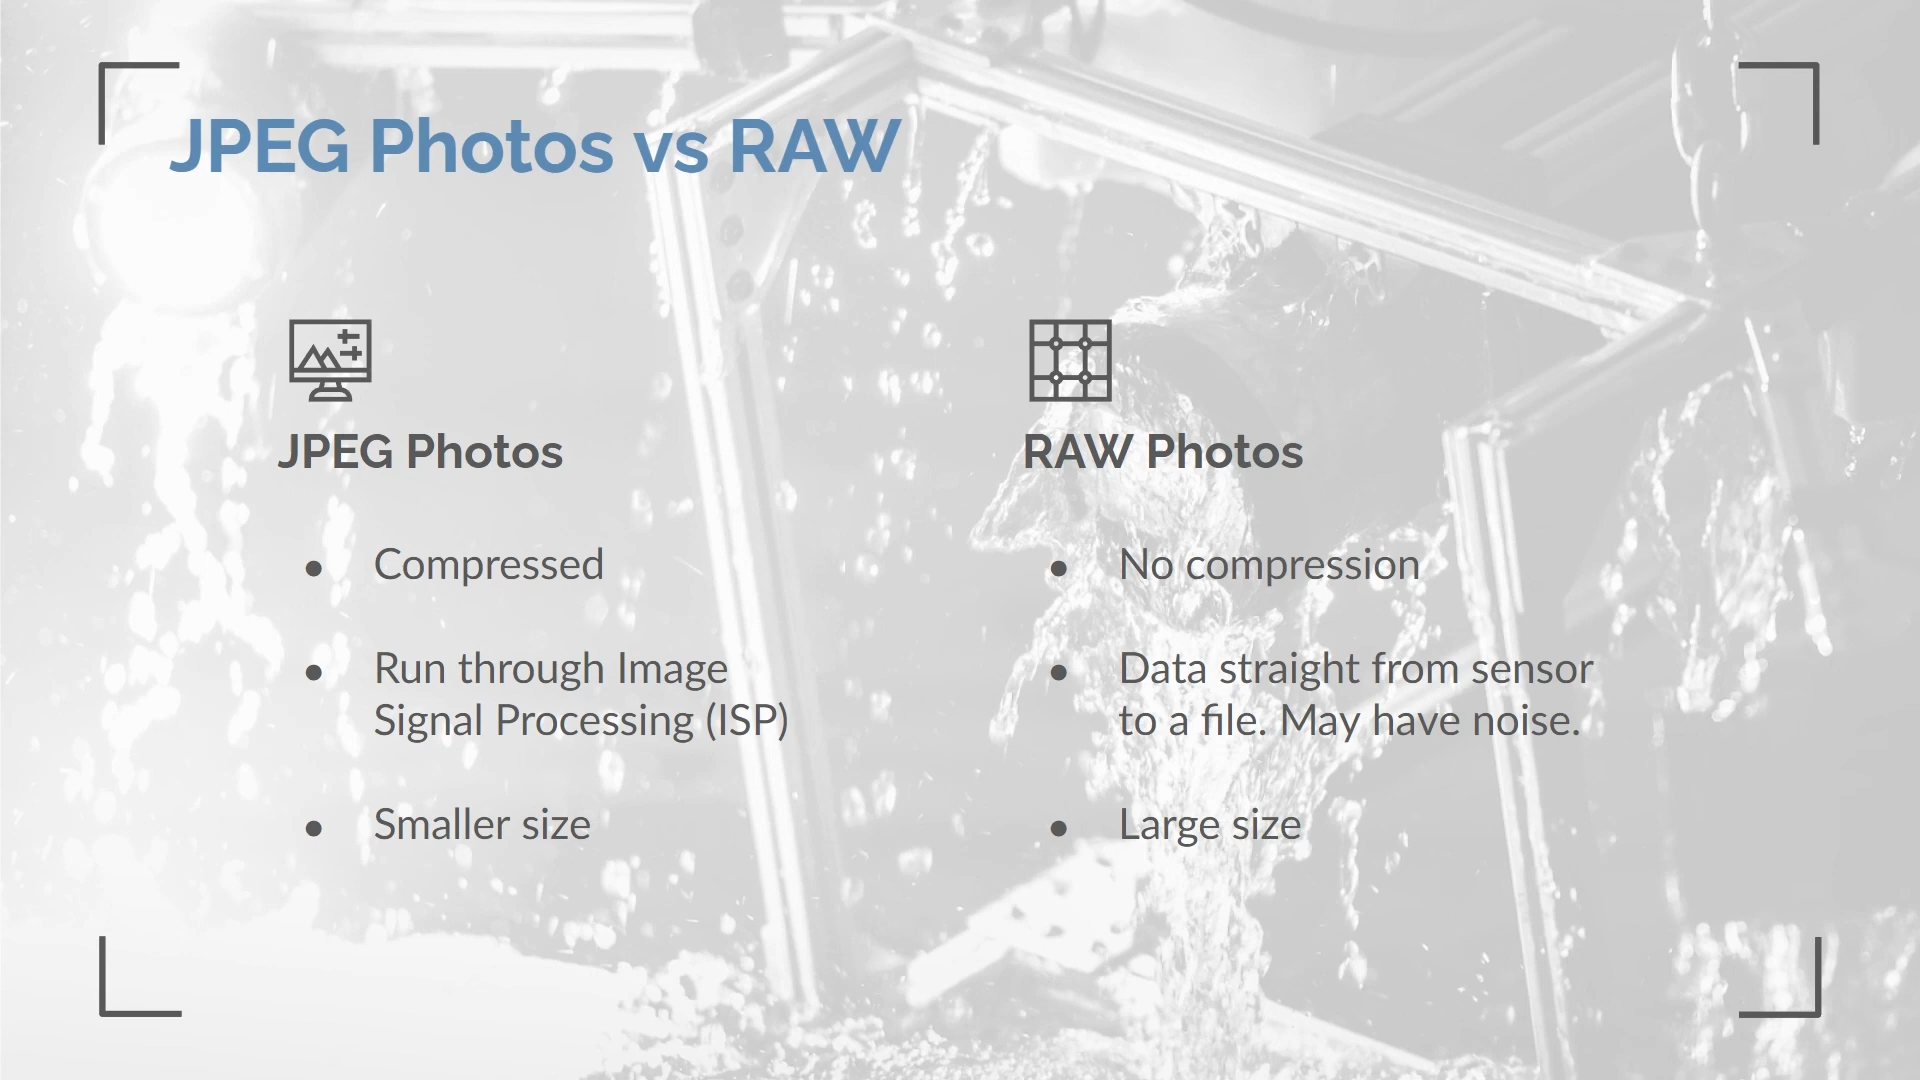 JPEG Photos vs RAW
JPEG Photos
● Compressed
● Run through Image
Signal Processing (ISP)
● Smaller size
RAW Photos
● No compression
● Data straight from sensor
to a file. May have noise.
● Large size